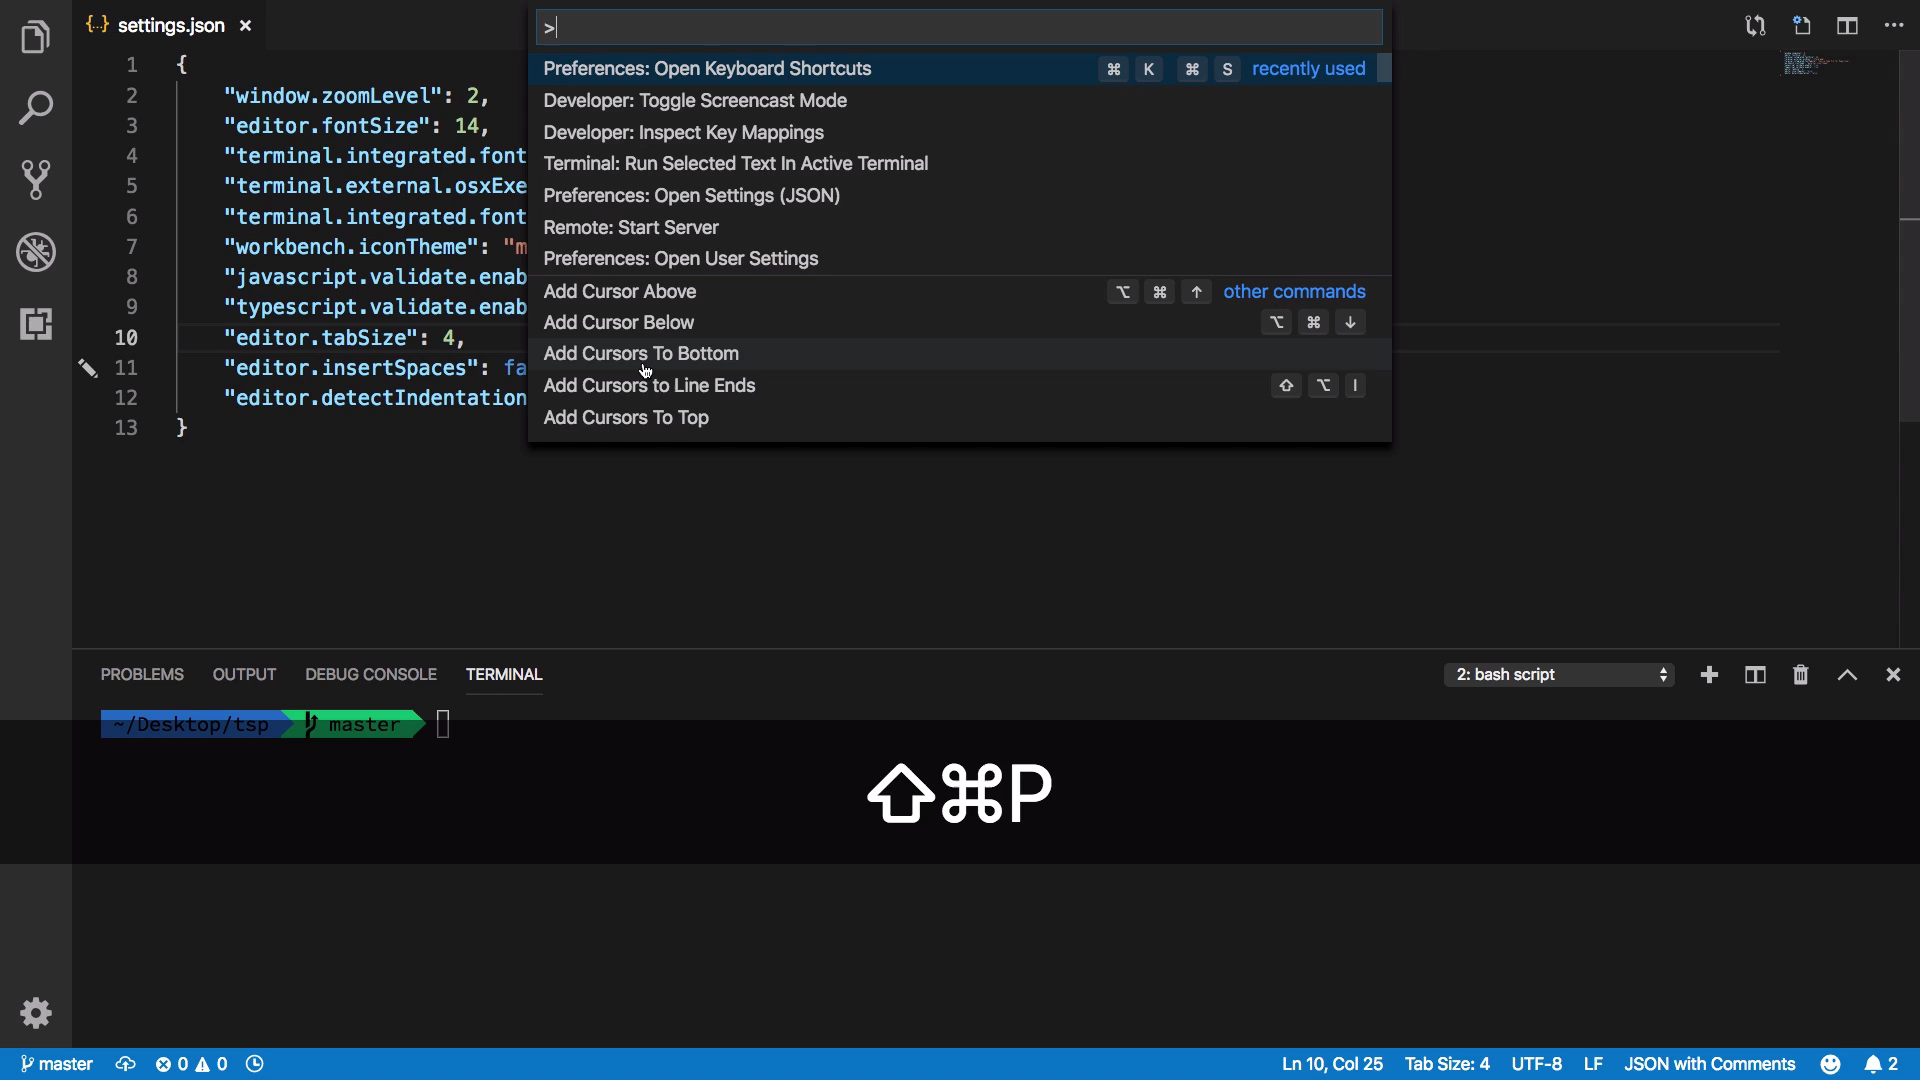 {..} settings.json ×
>
Preferences: Open Keyboard Shortcuts ⌘ K ⌘ S recently used
Developer: Toggle Screencast Mode
Developer: Inspect Key Mappings
Terminal: Run Selected Text In Active Terminal
Preferences: Open Settings (JSON)
Remote: Start Server
Preferences: Open User Settings
Add Cursor Above ⌥ ⌘ ↑ other commands
Add Cursor Below ⌥ ⌘ ↓
Add Cursors To Bottom
Add Cursors to Line Ends ⇧ ⌥ I
Add Cursors To Top
1 {
2 "window.zoomLevel": 2,
3 "editor.fontSize": 14,
4 "terminal.integrated.font
5 "terminal.external.osxExe
6 "terminal.integrated.font
7 "workbench.iconTheme": "m
8 "javascript.validate.enab
9 "typescript.validate.enab
10 "editor.tabSize": 4,
11 "editor.insertSpaces": fa
12 "editor.detectIndentation
13 }
PROBLEMS OUTPUT DEBUG CONSOLE TERMINAL 2: bash script
~/Desktop/tsp master
⇧⌘P
master 0 0 Ln 10, Col 25 Tab Size: 4 UTF-8 LF JSON with Comments 2